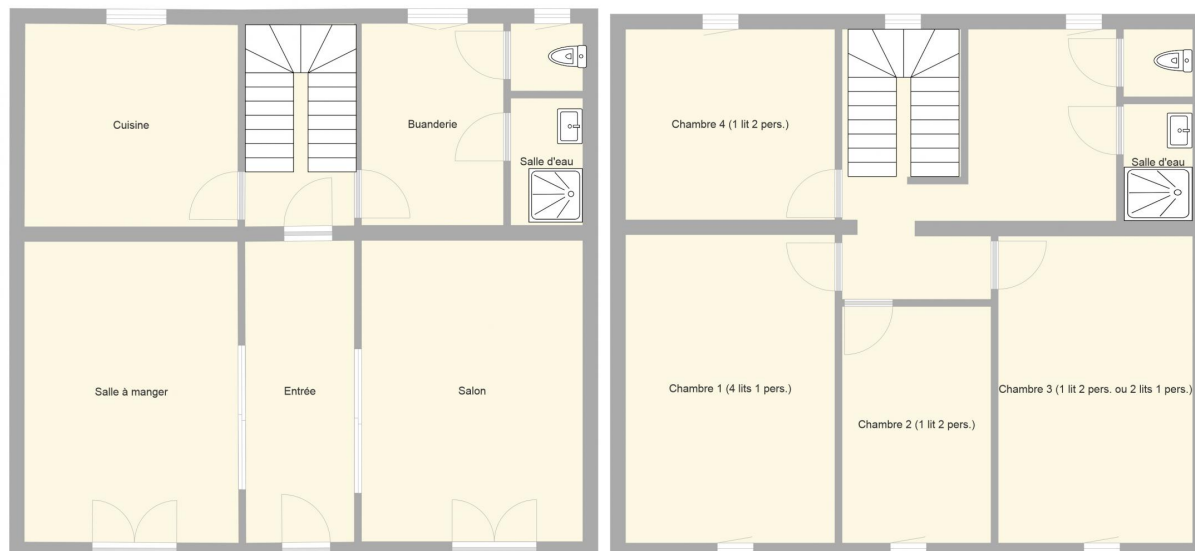 Cuisine
Buanderie
Salle d'eau
Salle à manger
Entrée
Salon
Chambre 4 (1 lit 2 pers.)
Salle d'eau
Chambre 1 (4 lits 1 pers.)
Chambre 2 (1 lit 2 pers.)
Chambre 3 (1 lit 2 pers. ou 2 lits 1 pers.)